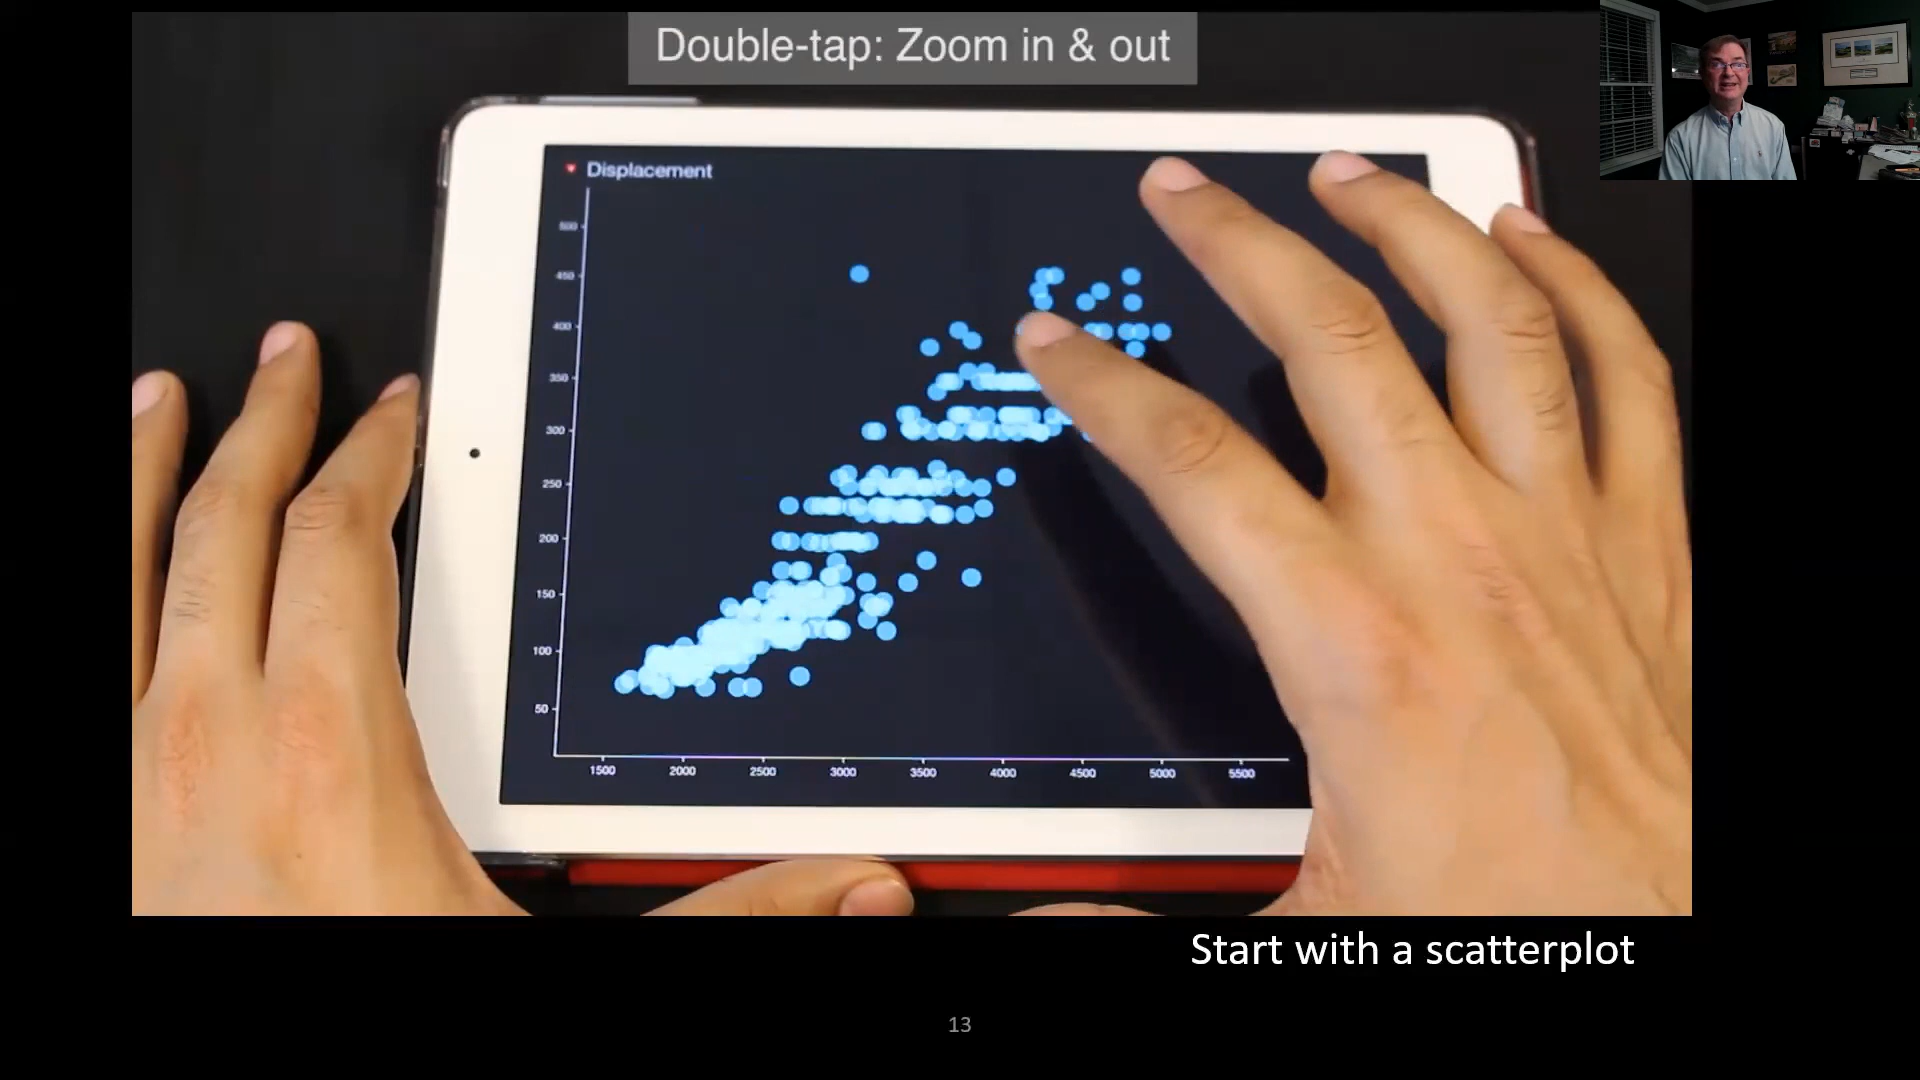 Double-tap: Zoom in & out
Displacement
500
450
400
350
300
250
200
150
100
50
1500 2000 2500 3000 3500 4000 4500 5000 5500
Start with a scatterplot
13